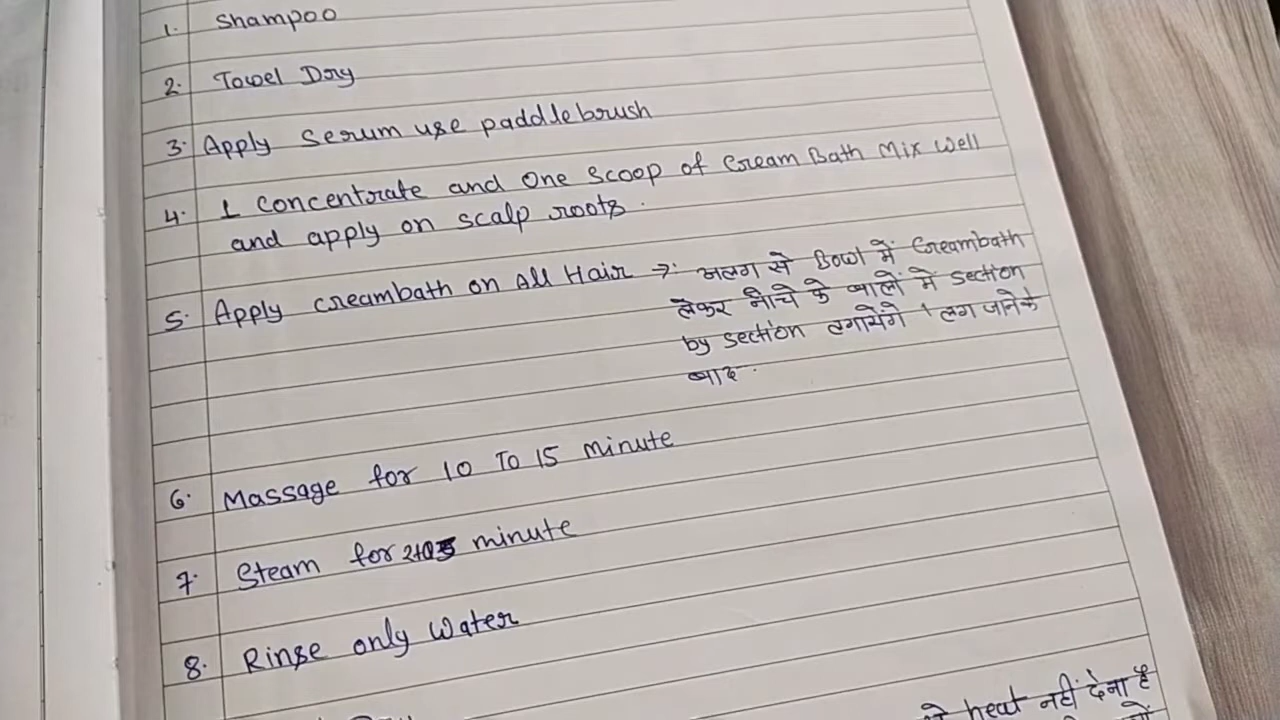 1. Shampoo
2. Towel Dry
3. Apply serum use paddlebrush
4. 1 Concentrate and One Scoop of Cream Bath Mix well
and apply on scalp roots.
5. Apply creambath on All Hair →: अलग से Bowl में Creambath
लेकर नीचे के बालों में section
by section लगायेंगे । लग जाने के
बाद .
6. Massage for 10 To 15 minute
7. Steam for minute
8. Rinse only water
heat नहीं देना है